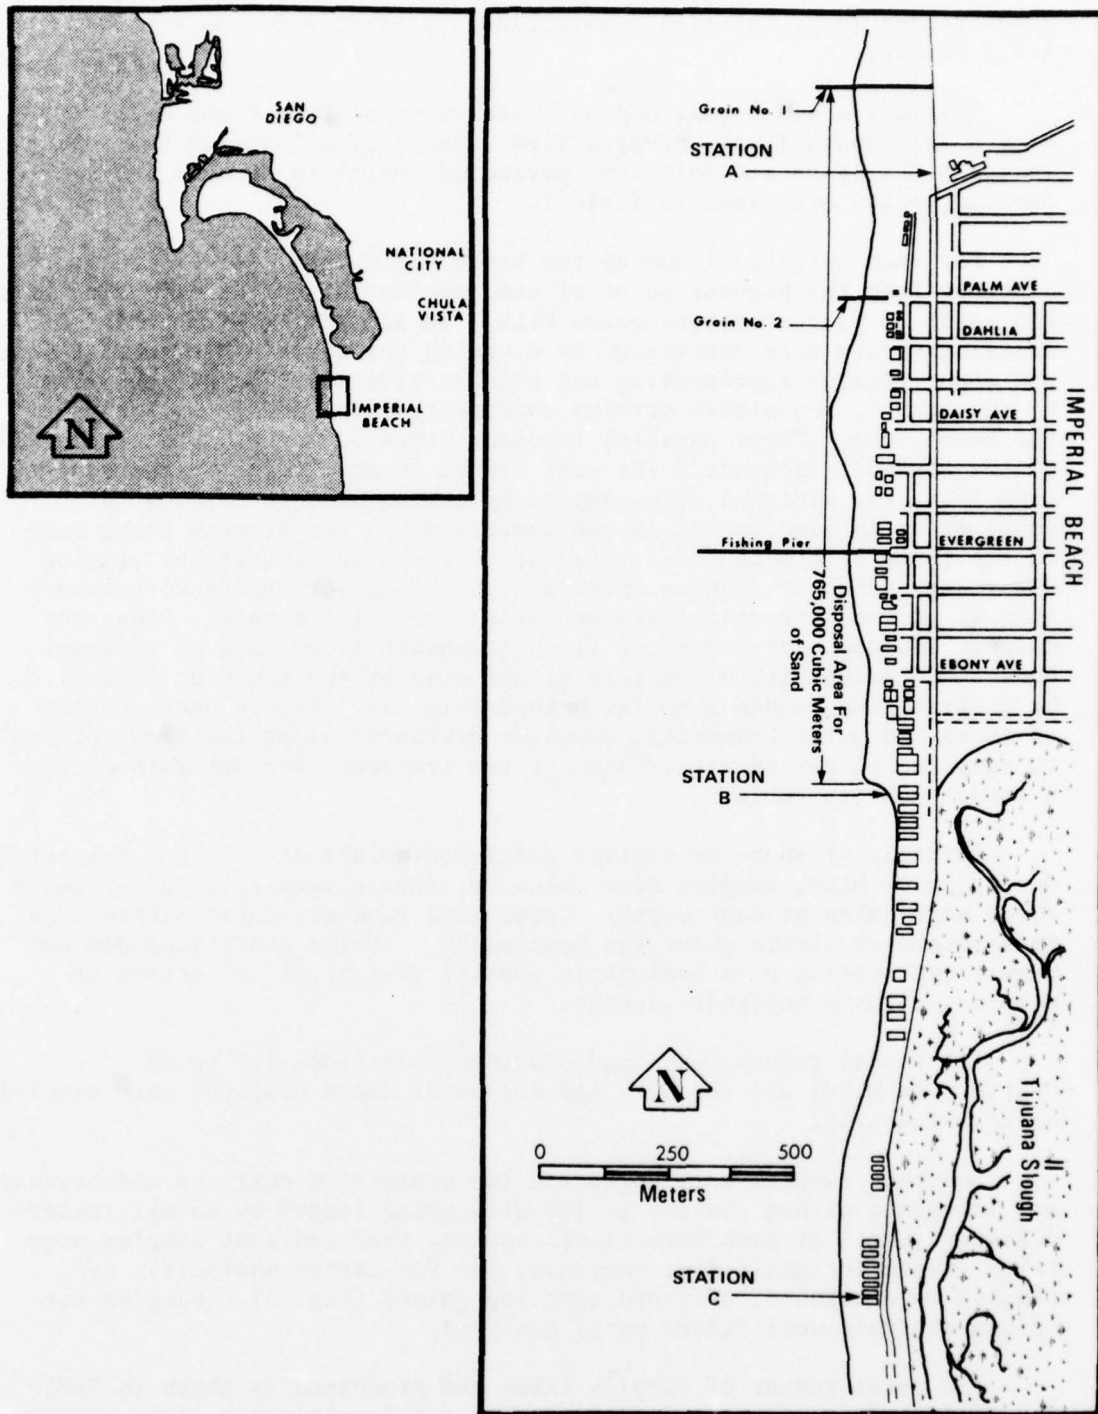 SAN
DIEGO
NATIONAL
CITY
CHULA
VISTA
IMPERIAL
BEACH
N
Groin No. 1
STATION
A
PALM AVE
Groin No. 2
DAHLIA
DAISY AVE
IMPERIAL BEACH
Fishing Pier
EVERGREEN
Disposal Area For
765,000 Cubic Meters
of Sand
EBONY AVE
STATION
B
N
0 250 500
Meters
Tijuana Slough
STATION
C